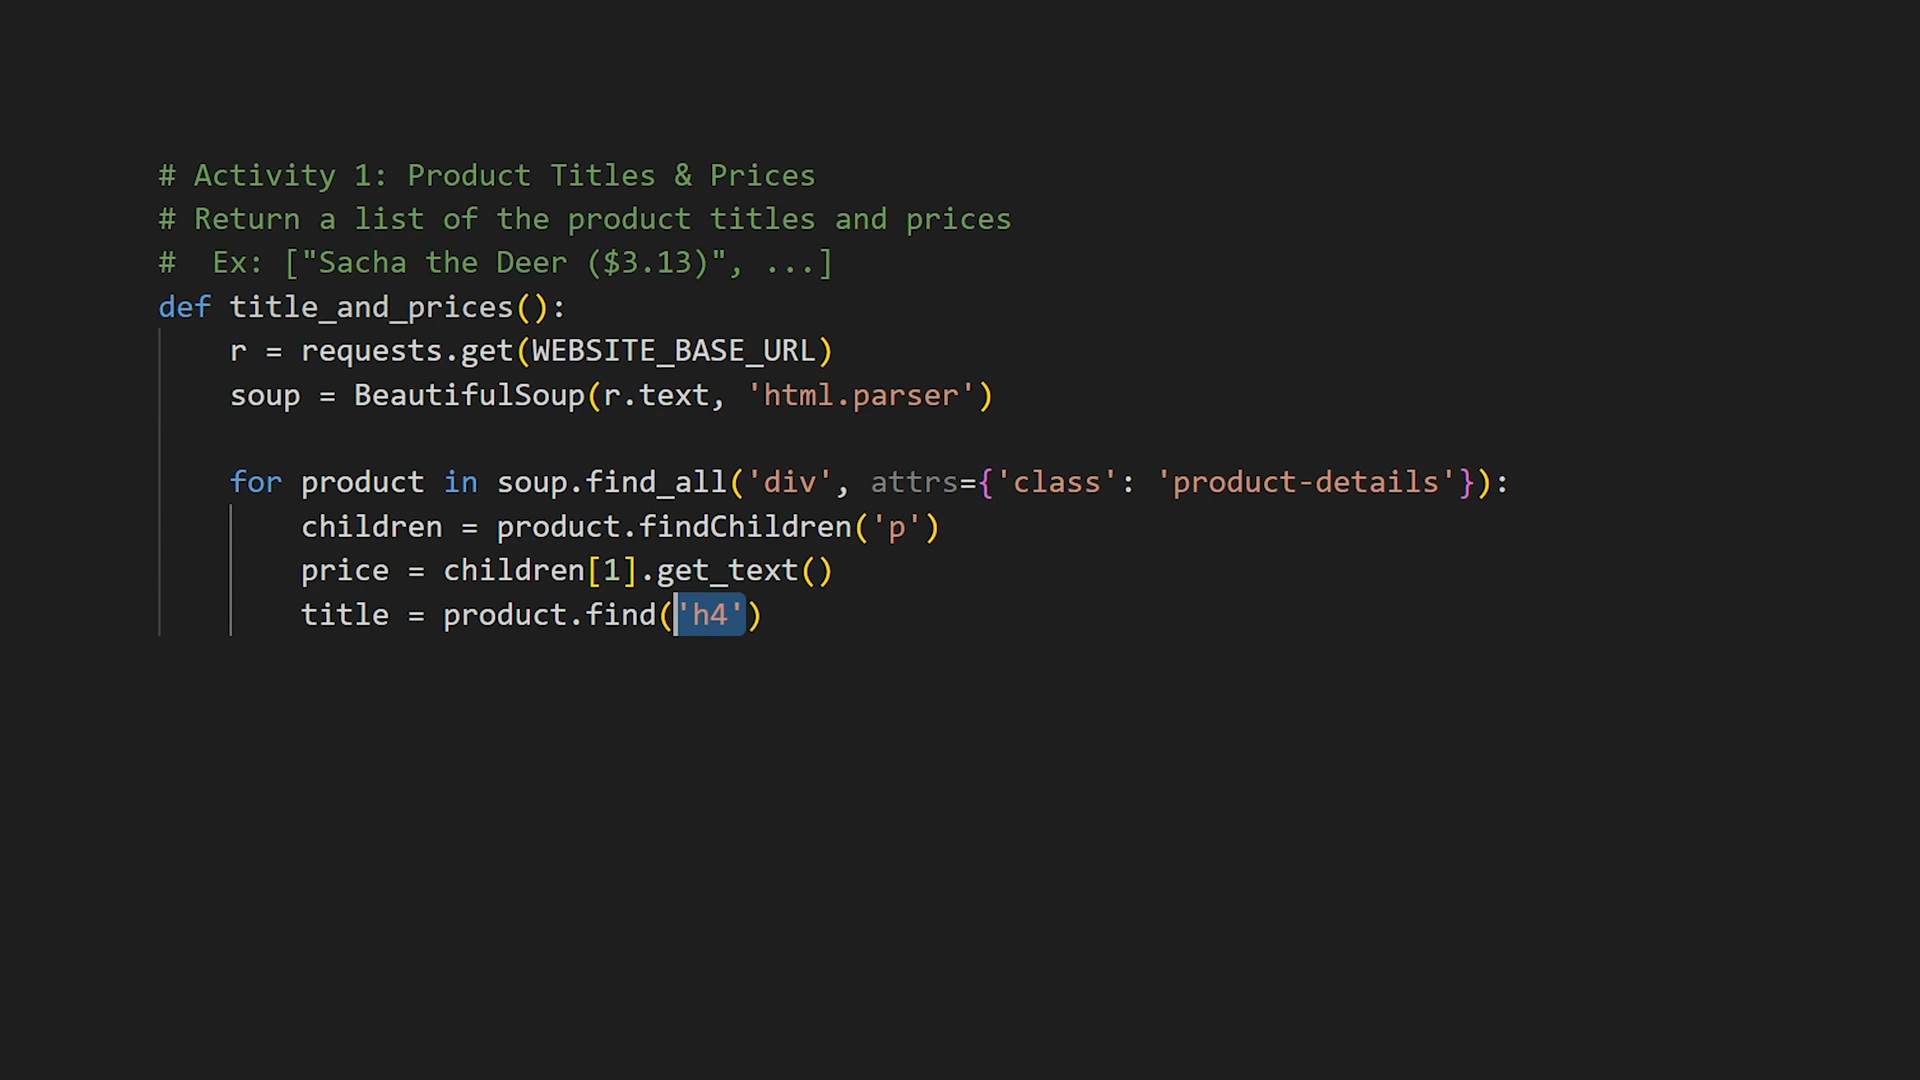 # Activity 1: Product Titles & Prices
# Return a list of the product titles and prices
#  Ex: ["Sacha the Deer ($3.13)", ...]
def title_and_prices():
    r = requests.get(WEBSITE_BASE_URL)
    soup = BeautifulSoup(r.text, 'html.parser')

    for product in soup.find_all('div', attrs={'class': 'product-details'}):
        children = product.findChildren('p')
        price = children[1].get_text()
        title = product.find('h4')